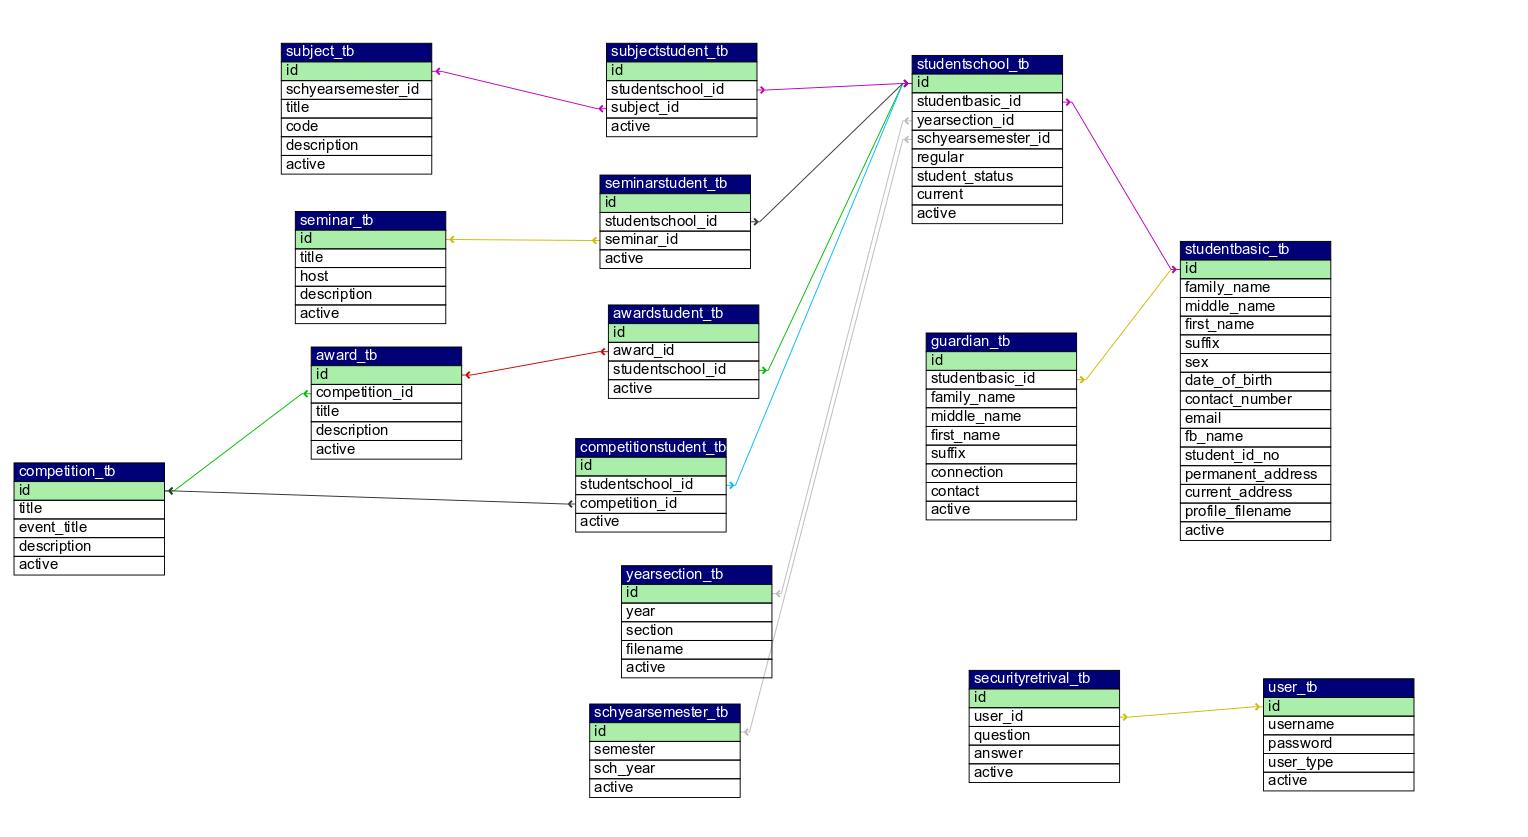 subject_tb
id
schyearsemester_id
title
code
description
active
subjectstudent_tb
id
studentschool_id
subject_id
active
studentschool_tb
id
studentbasic_id
yearsection_id
schyearsemester_id
regular
student_status
current
active
seminarstudent_tb
id
studentschool_id
seminar_id
active
seminar_tb
id
title
host
description
active
studentbasic_tb
id
family_name
middle_name
first_name
suffix
sex
date_of_birth
contact_number
email
fb_name
student_id_no
permanent_address
current_address
profile_filename
active
awardstudent_tb
id
award_id
studentschool_id
active
guardian_tb
id
studentbasic_id
family_name
middle_name
first_name
suffix
connection
contact
active
award_tb
id
competition_id
title
description
active
competitionstudent_tb
id
studentschool_id
competition_id
active
competition_tb
id
title
event_title
description
active
yearsection_tb
id
year
section
filename
active
schyearsemester_tb
id
semester
sch_year
active
securityretrival_tb
id
user_id
question
answer
active
user_tb
id
username
password
user_type
active